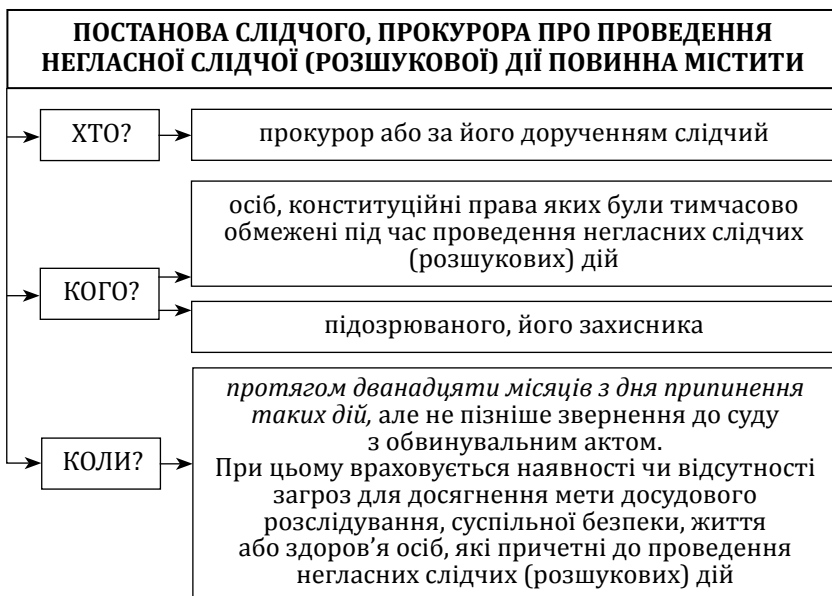 ПОСТАНОВА СЛІДЧОГО, ПРОКУРОРА ПРО ПРОВЕДЕННЯ
НЕГЛАСНОЇ СЛІДЧОЇ (РОЗШУКОВОЇ) ДІЇ ПОВИННА МІСТИТИ
ХТО?
прокурор або за його дорученням слідчий
КОГО?
осіб, конституційні права яких були тимчасово
обмежені під час проведення негласних слідчих
(розшукових) дій
підозрюваного, його захисника
КОЛИ?
протягом дванадцяти місяців з дня припинення
таких дій, але не пізніше звернення до суду
з обвинувальним актом.
При цьому враховується наявності чи відсутності
загроз для досягнення мети досудового
розслідування, суспільної безпеки, життя
або здоров’я осіб, які причетні до проведення
негласних слідчих (розшукових) дій